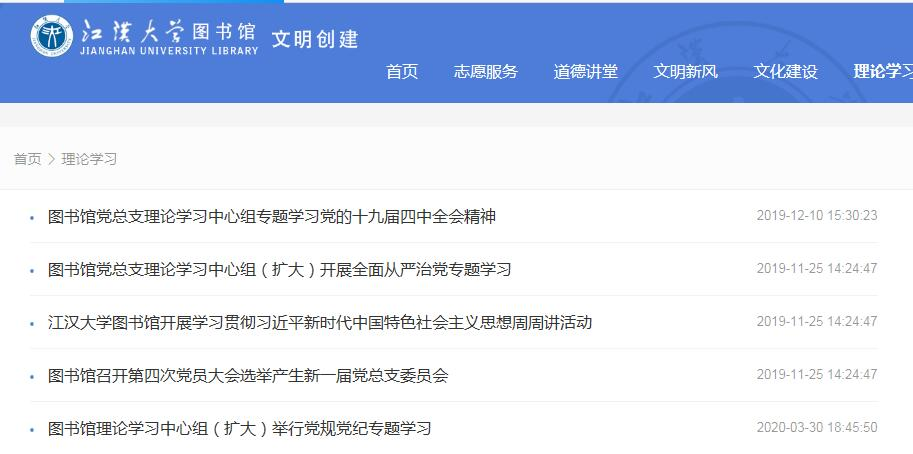 江汉大学图书馆 文明创建
JIANGHAN UNIVERSITY LIBRARY
首页 志愿服务 道德讲堂 文明新风 文化建设 理论学习
首页 > 理论学习
图书馆党总支理论学习中心组专题学习党的十九届四中全会精神 2019-12-10 15:30:23
图书馆党总支理论学习中心组（扩大）开展全面从严治党专题学习 2019-11-25 14:24:47
江汉大学图书馆开展学习贯彻习近平新时代中国特色社会主义思想周周讲活动 2019-11-25 14:24:47
图书馆召开第四次党员大会选举产生新一届党总支委员会 2019-11-25 14:24:47
图书馆理论学习中心组（扩大）举行党规党纪专题学习 2020-03-30 18:45:50